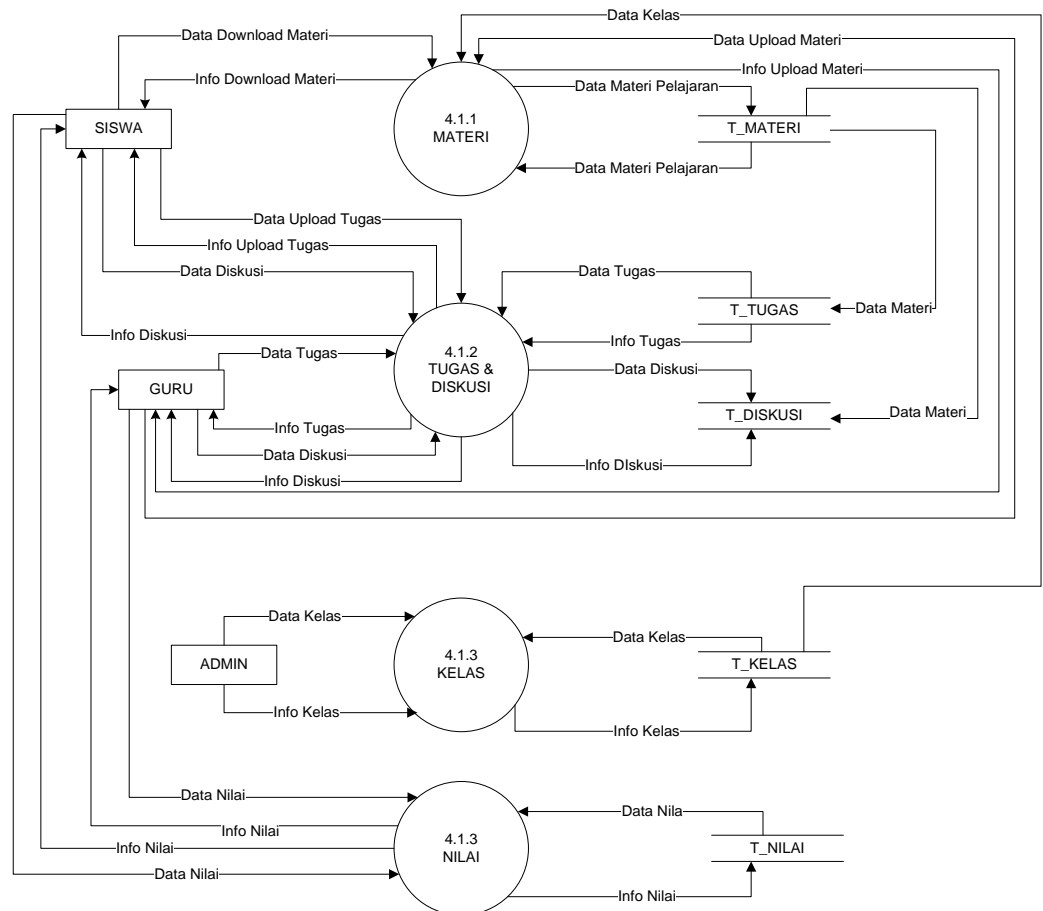 Data Kelas
Data Download Materi
Data Upload Materi
Info Upload Materi
Info Download Materi
Data Materi Pelajaran
4.1.1
MATERI
SISWA
T_MATERI
Data Materi Pelajaran
Data Upload Tugas
Info Upload Tugas
Data Diskusi
Data Tugas
T_TUGAS
Data Materi
Info Diskusi
Info Tugas
Data Tugas
4.1.2
TUGAS &
DISKUSI
Data Diskusi
GURU
T_DISKUSI
Data Materi
Info Tugas
Data Diskusi
Info DIskusi
Info Diskusi
Data Kelas
4.1.3
KELAS
Data Kelas
ADMIN
T_KELAS
Info Kelas
Info Kelas
Data Nilai
Data Nila
Info Nilai
4.1.3
NILAI
Info Nilai
T_NILAI
Data Nilai
Info Nilai